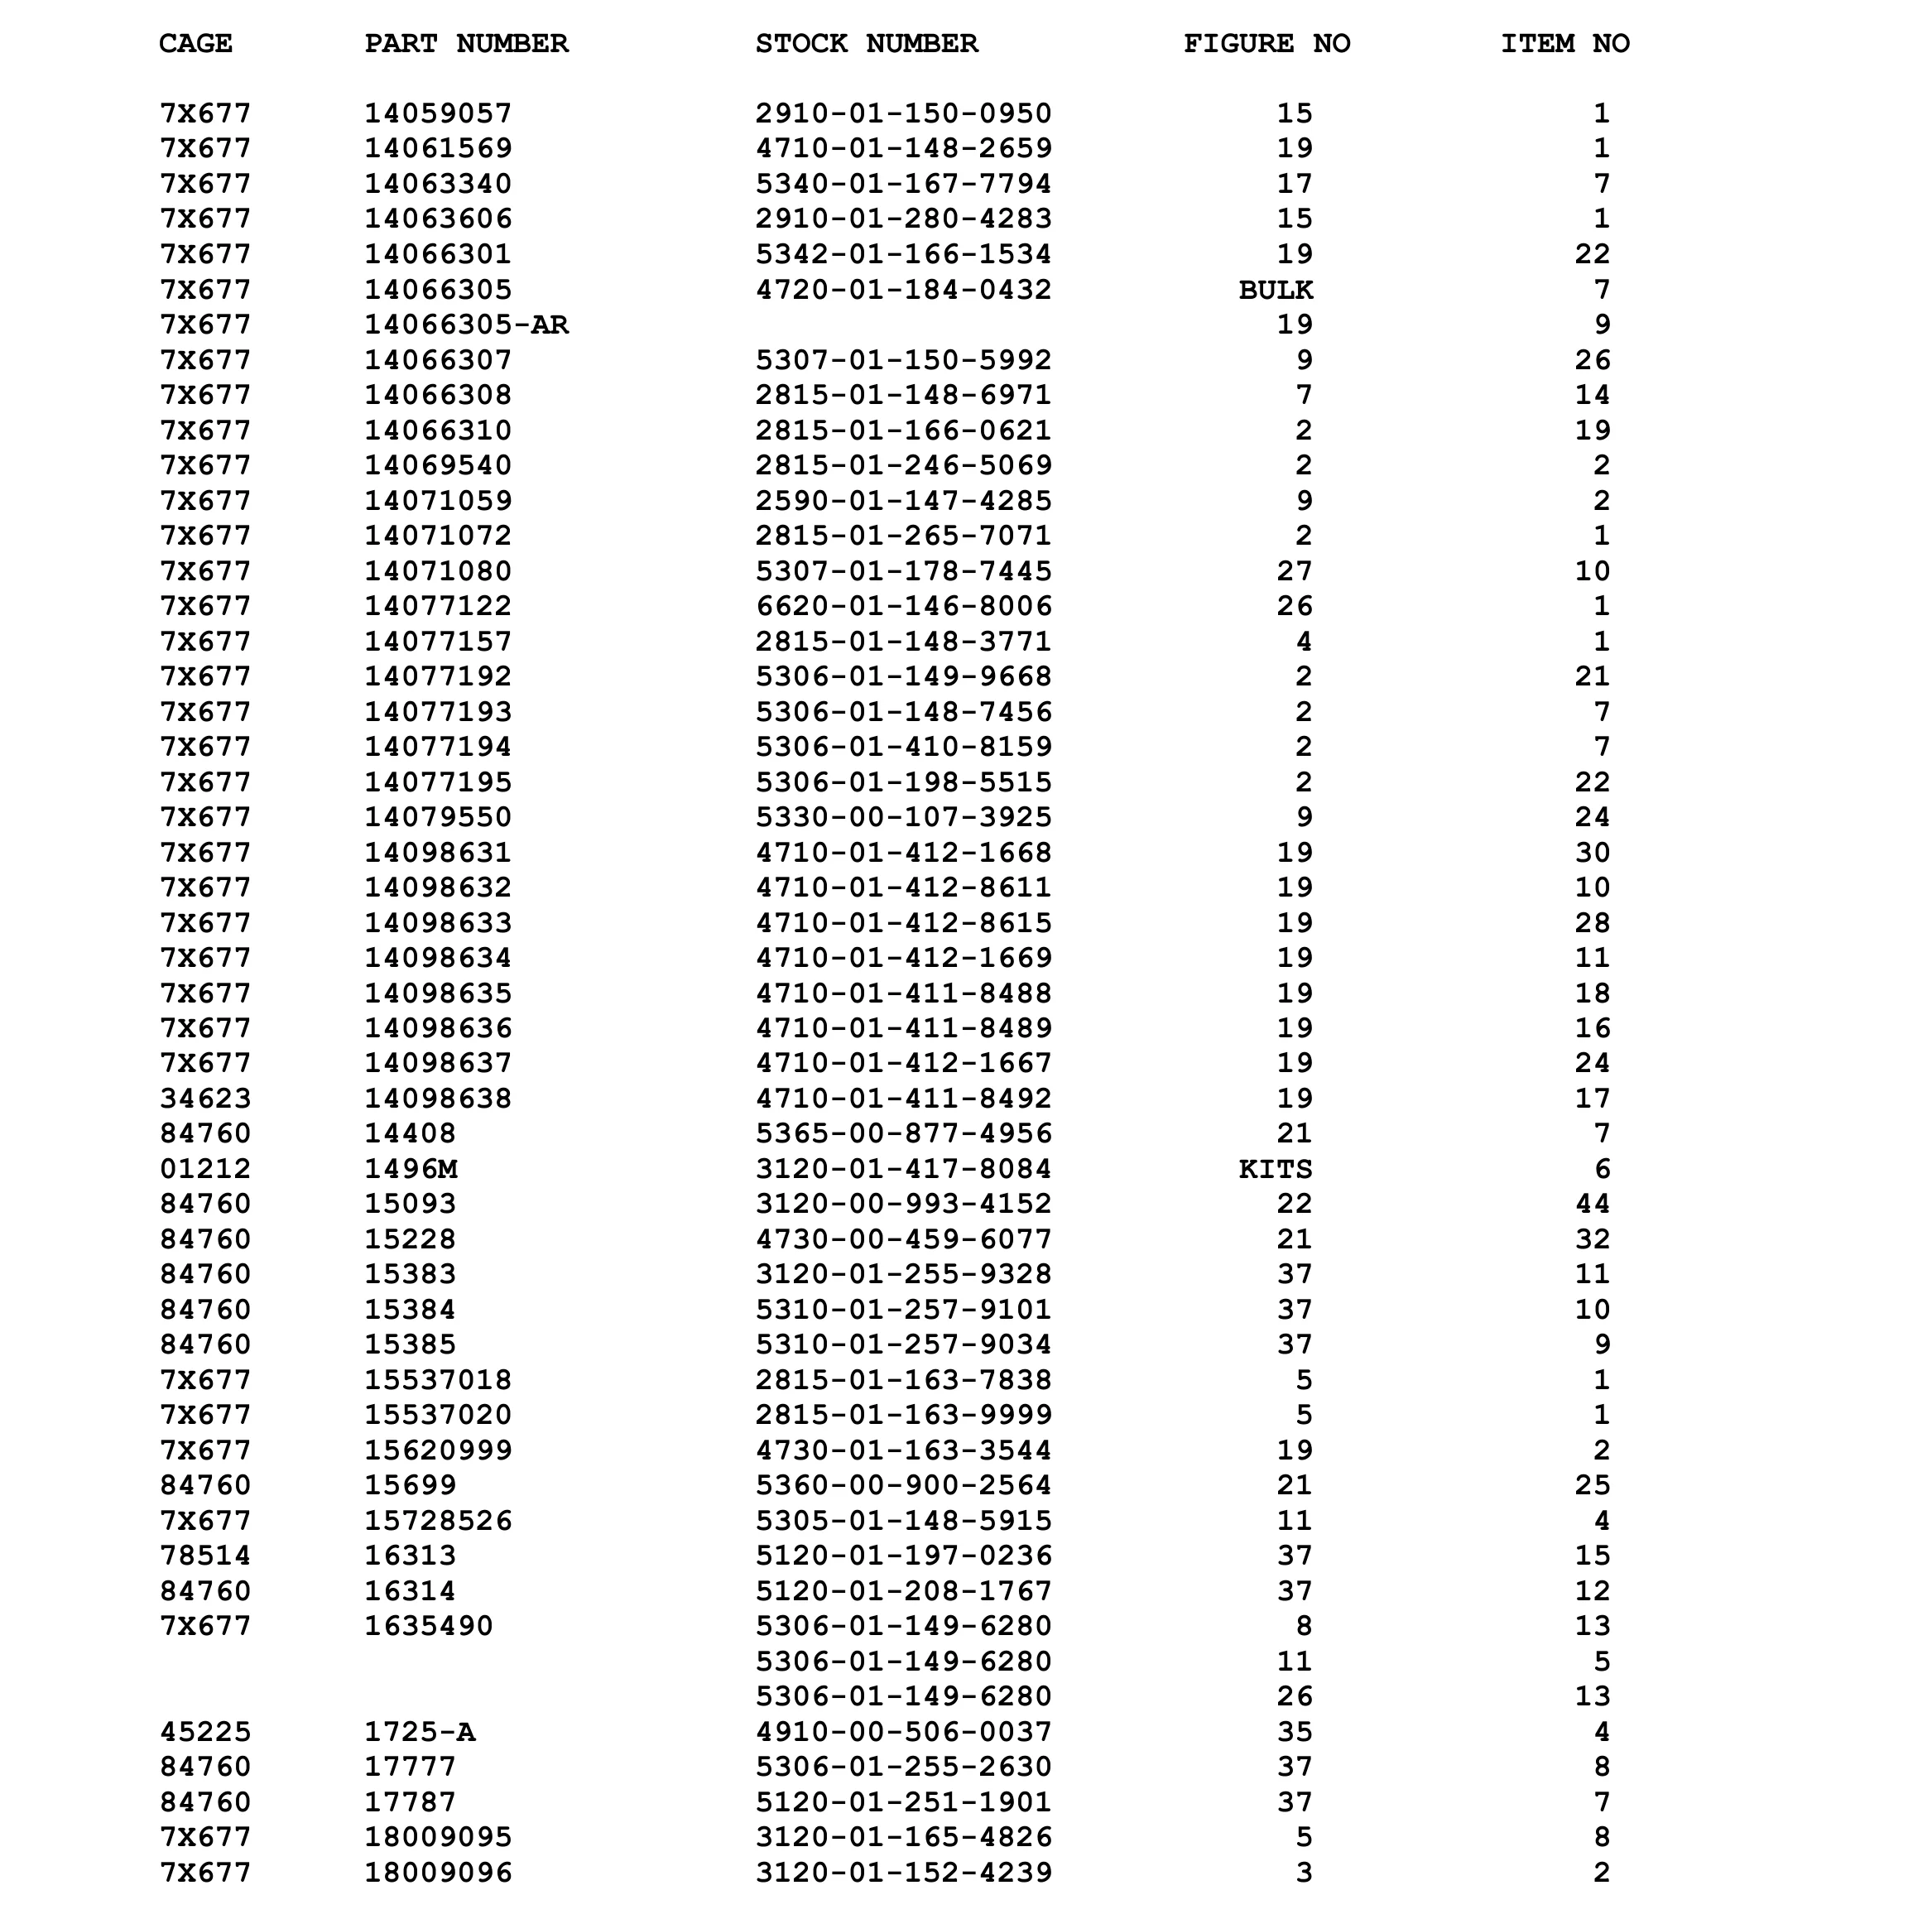 CAGE PART NUMBER STOCK NUMBER FIGURE NO ITEM NO
7X677 14059057 2910-01-150-0950 15 1
7X677 14061569 4710-01-148-2659 19 1
7X677 14063340 5340-01-167-7794 17 7
7X677 14063606 2910-01-280-4283 15 1
7X677 14066301 5342-01-166-1534 19 22
7X677 14066305 4720-01-184-0432 BULK 7
7X677 14066305-AR 19 9
7X677 14066307 5307-01-150-5992 9 26
7X677 14066308 2815-01-148-6971 7 14
7X677 14066310 2815-01-166-0621 2 19
7X677 14069540 2815-01-246-5069 2 2
7X677 14071059 2590-01-147-4285 9 2
7X677 14071072 2815-01-265-7071 2 1
7X677 14071080 5307-01-178-7445 27 10
7X677 14077122 6620-01-146-8006 26 1
7X677 14077157 2815-01-148-3771 4 1
7X677 14077192 5306-01-149-9668 2 21
7X677 14077193 5306-01-148-7456 2 7
7X677 14077194 5306-01-410-8159 2 7
7X677 14077195 5306-01-198-5515 2 22
7X677 14079550 5330-00-107-3925 9 24
7X677 14098631 4710-01-412-1668 19 30
7X677 14098632 4710-01-412-8611 19 10
7X677 14098633 4710-01-412-8615 19 28
7X677 14098634 4710-01-412-1669 19 11
7X677 14098635 4710-01-411-8488 19 18
7X677 14098636 4710-01-411-8489 19 16
7X677 14098637 4710-01-412-1667 19 24
34623 14098638 4710-01-411-8492 19 17
84760 14408 5365-00-877-4956 21 7
01212 1496M 3120-01-417-8084 KITS 6
84760 15093 3120-00-993-4152 22 44
84760 15228 4730-00-459-6077 21 32
84760 15383 3120-01-255-9328 37 11
84760 15384 5310-01-257-9101 37 10
84760 15385 5310-01-257-9034 37 9
7X677 15537018 2815-01-163-7838 5 1
7X677 15537020 2815-01-163-9999 5 1
7X677 15620999 4730-01-163-3544 19 2
84760 15699 5360-00-900-2564 21 25
7X677 15728526 5305-01-148-5915 11 4
78514 16313 5120-01-197-0236 37 15
84760 16314 5120-01-208-1767 37 12
7X677 1635490 5306-01-149-6280 8 13
5306-01-149-6280 11 5
5306-01-149-6280 26 13
45225 1725-A 4910-00-506-0037 35 4
84760 17777 5306-01-255-2630 37 8
84760 17787 5120-01-251-1901 37 7
7X677 18009095 3120-01-165-4826 5 8
7X677 18009096 3120-01-152-4239 3 2